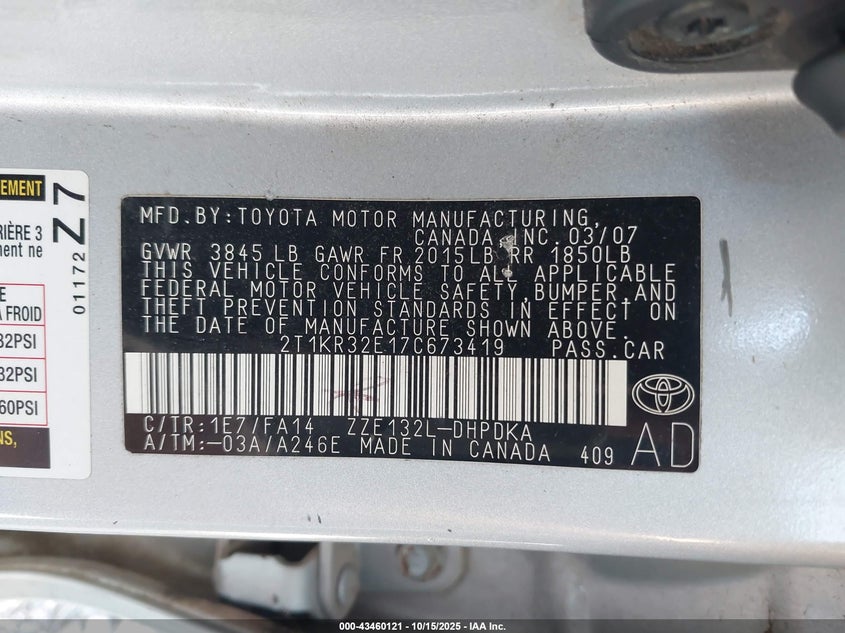 EMENT
Z7
01172
RIÈRE 3
ment ne
E
A FROID
32PSI
32PSI
60PSI
NS,
MFD.BY:TOYOTA MOTOR MANUFACTURING,
CANADA, INC. 03/07
GVWR 3845 LB GAWR FR 2015LB RR 1850LB
THIS VEHICLE CONFORMS TO ALL APPLICABLE
FEDERAL MOTOR VEHICLE SAFETY,BUMPER,AND
THEFT PREVENTION STANDARDS IN EFFECT ON
THE DATE OF MANUFACTURE SHOWN ABOVE.
2T1KR32E17C673419 PASS.CAR
C/TR:1E7/FA14 ZZE132L-DHPDKA
A/TM:-03A/A246E MADE IN CANADA 409
AD
000-43460121 - 10/15/2025 - IAA Inc.